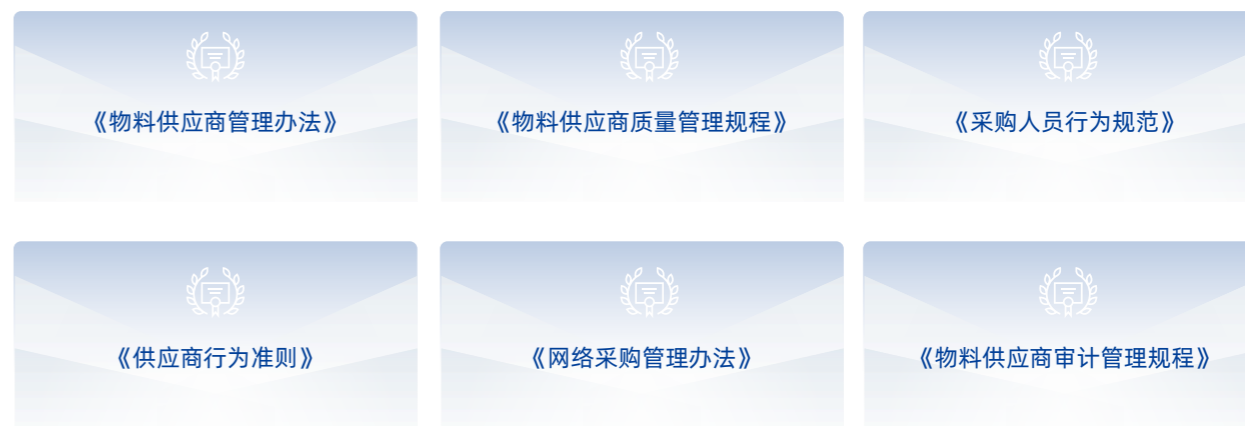 《物料供应商管理办法》
《物料供应商质量管理规程》
《采购人员行为规范》
《供应商行为准则》
《网络采购管理办法》
《物料供应商审计管理规程》